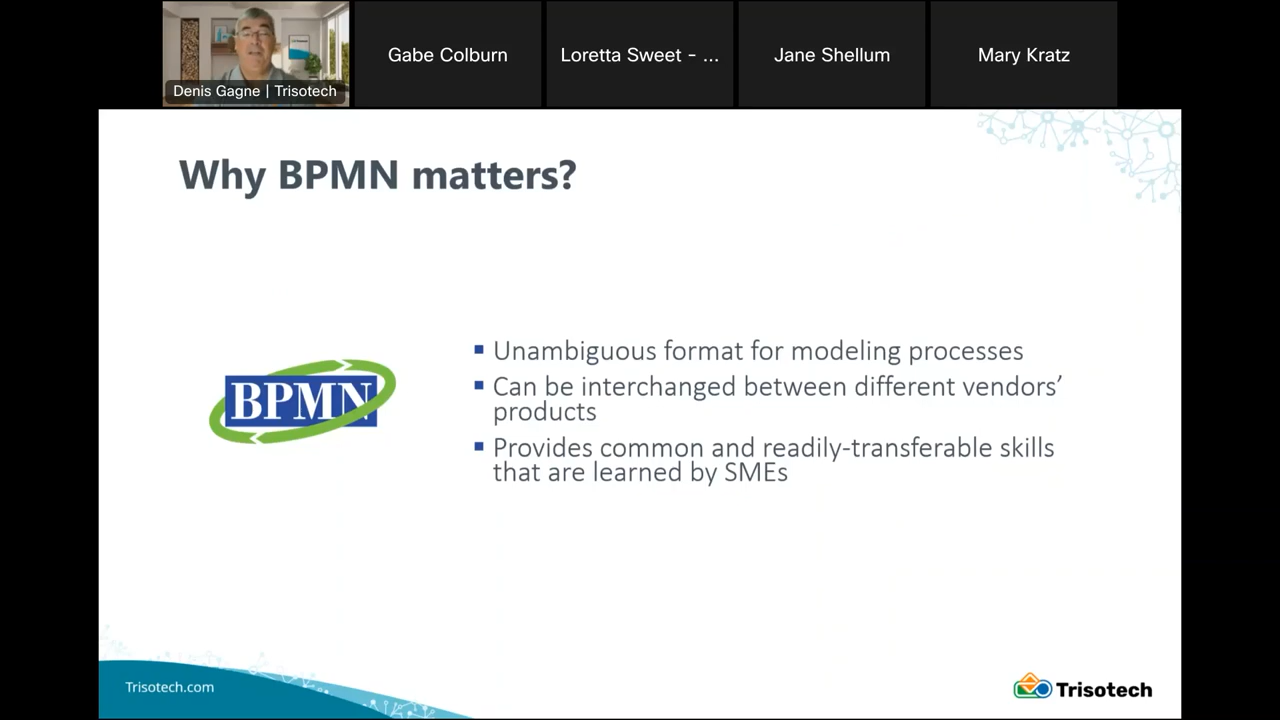 Denis Gagne | Trisotech
Gabe Colburn
Loretta Sweet - ...
Jane Shellum
Mary Kratz
Why BPMN matters?
BPMN
Unambiguous format for modeling processes
Can be interchanged between different vendors’
products
Provides common and readily-transferable skills
that are learned by SMEs
Trisotech.com
Trisotech